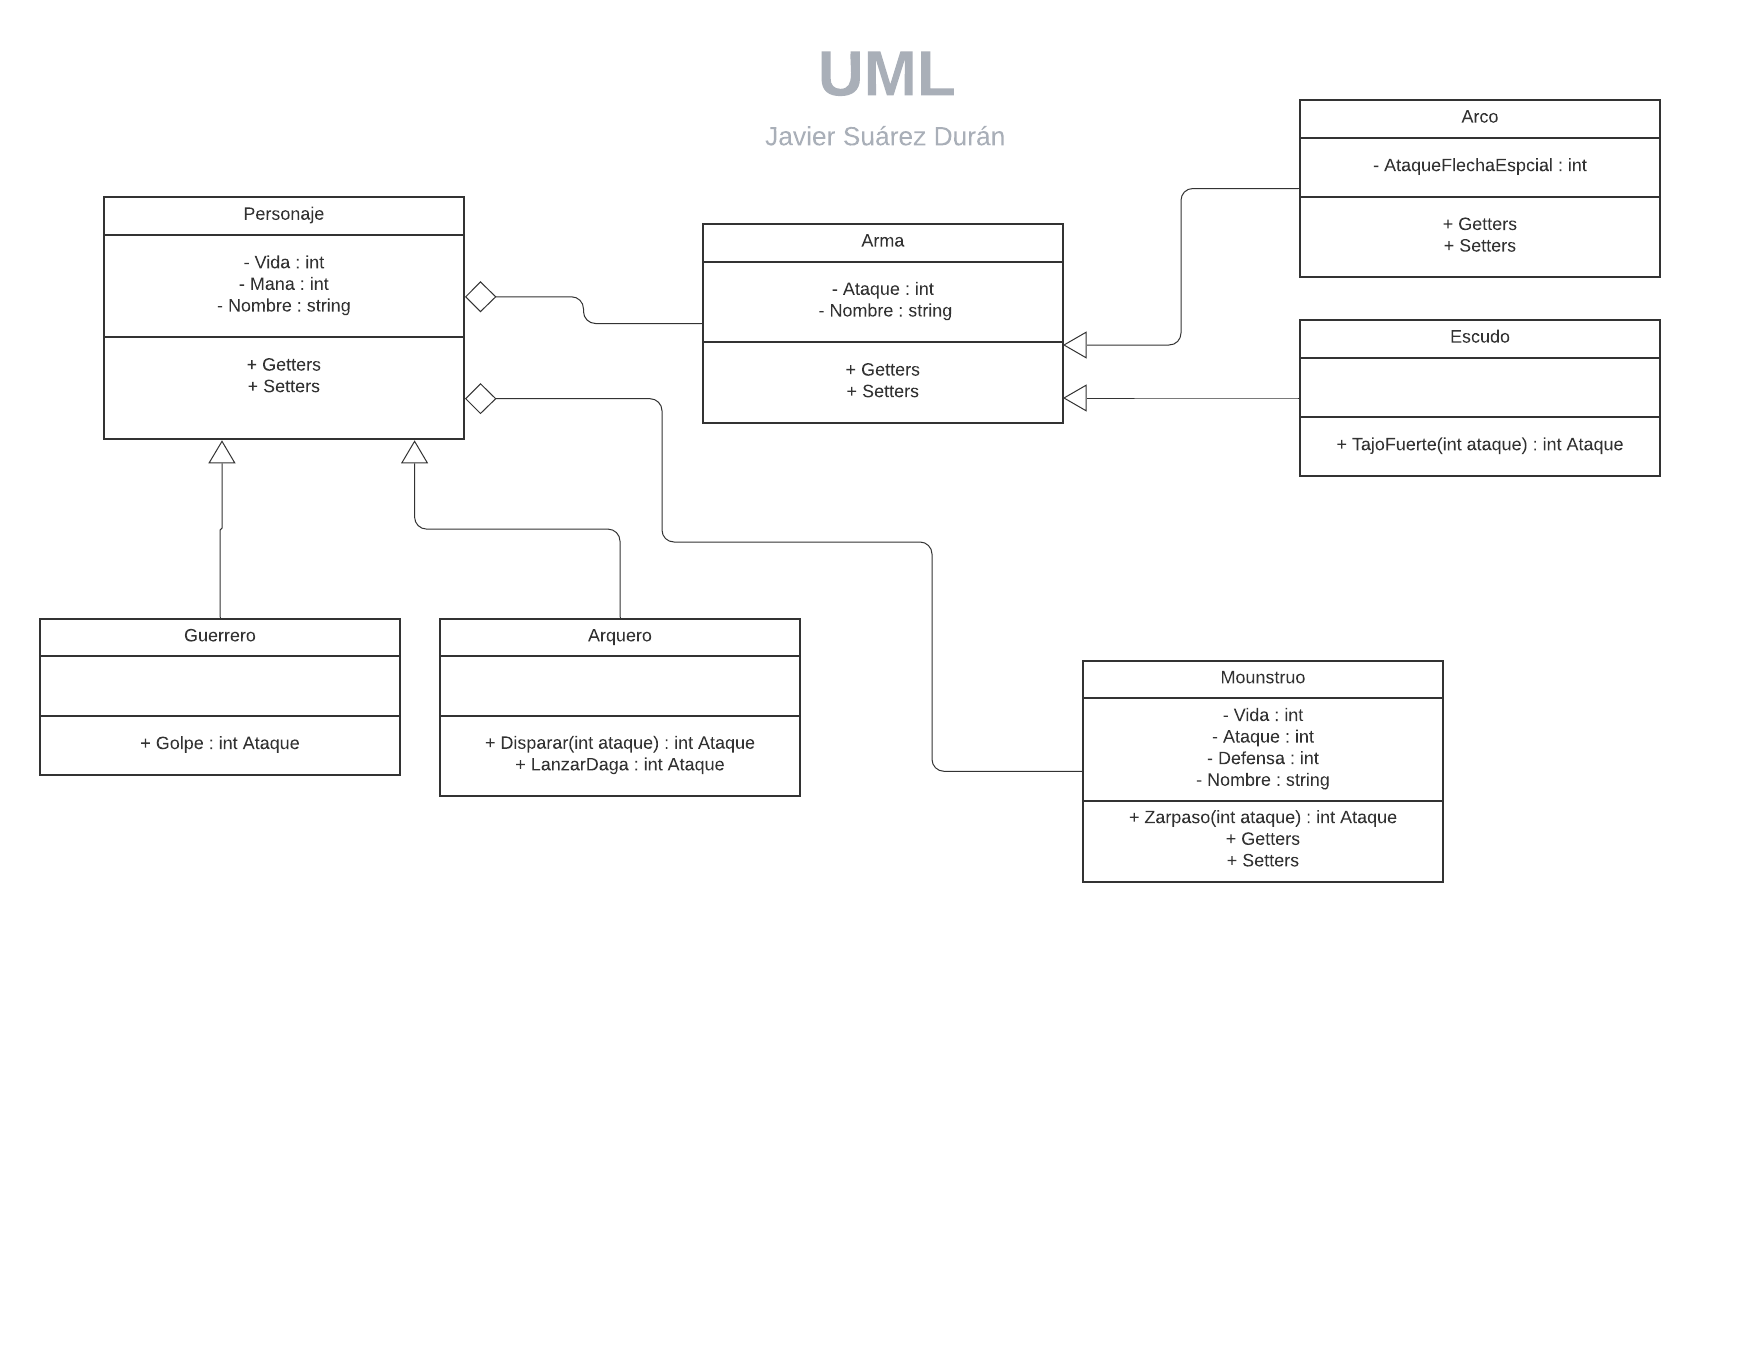 UML
Javier Suárez Durán
Personaje
- Vida : int
- Mana : int
- Nombre : string
+ Getters
+ Setters
Arma
- Ataque : int
- Nombre : string
+ Getters
+ Setters
Arco
- AtaqueFlechaEspcial : int
+ Getters
+ Setters
Escudo
+ TajoFuerte(int ataque) : int Ataque
Guerrero
+ Golpe : int Ataque
Arquero
+ Disparar(int ataque) : int Ataque
+ LanzarDaga : int Ataque
Mounstruo
- Vida : int
- Ataque : int
- Defensa : int
- Nombre : string
+ Zarpaso(int ataque) : int Ataque
+ Getters
+ Setters